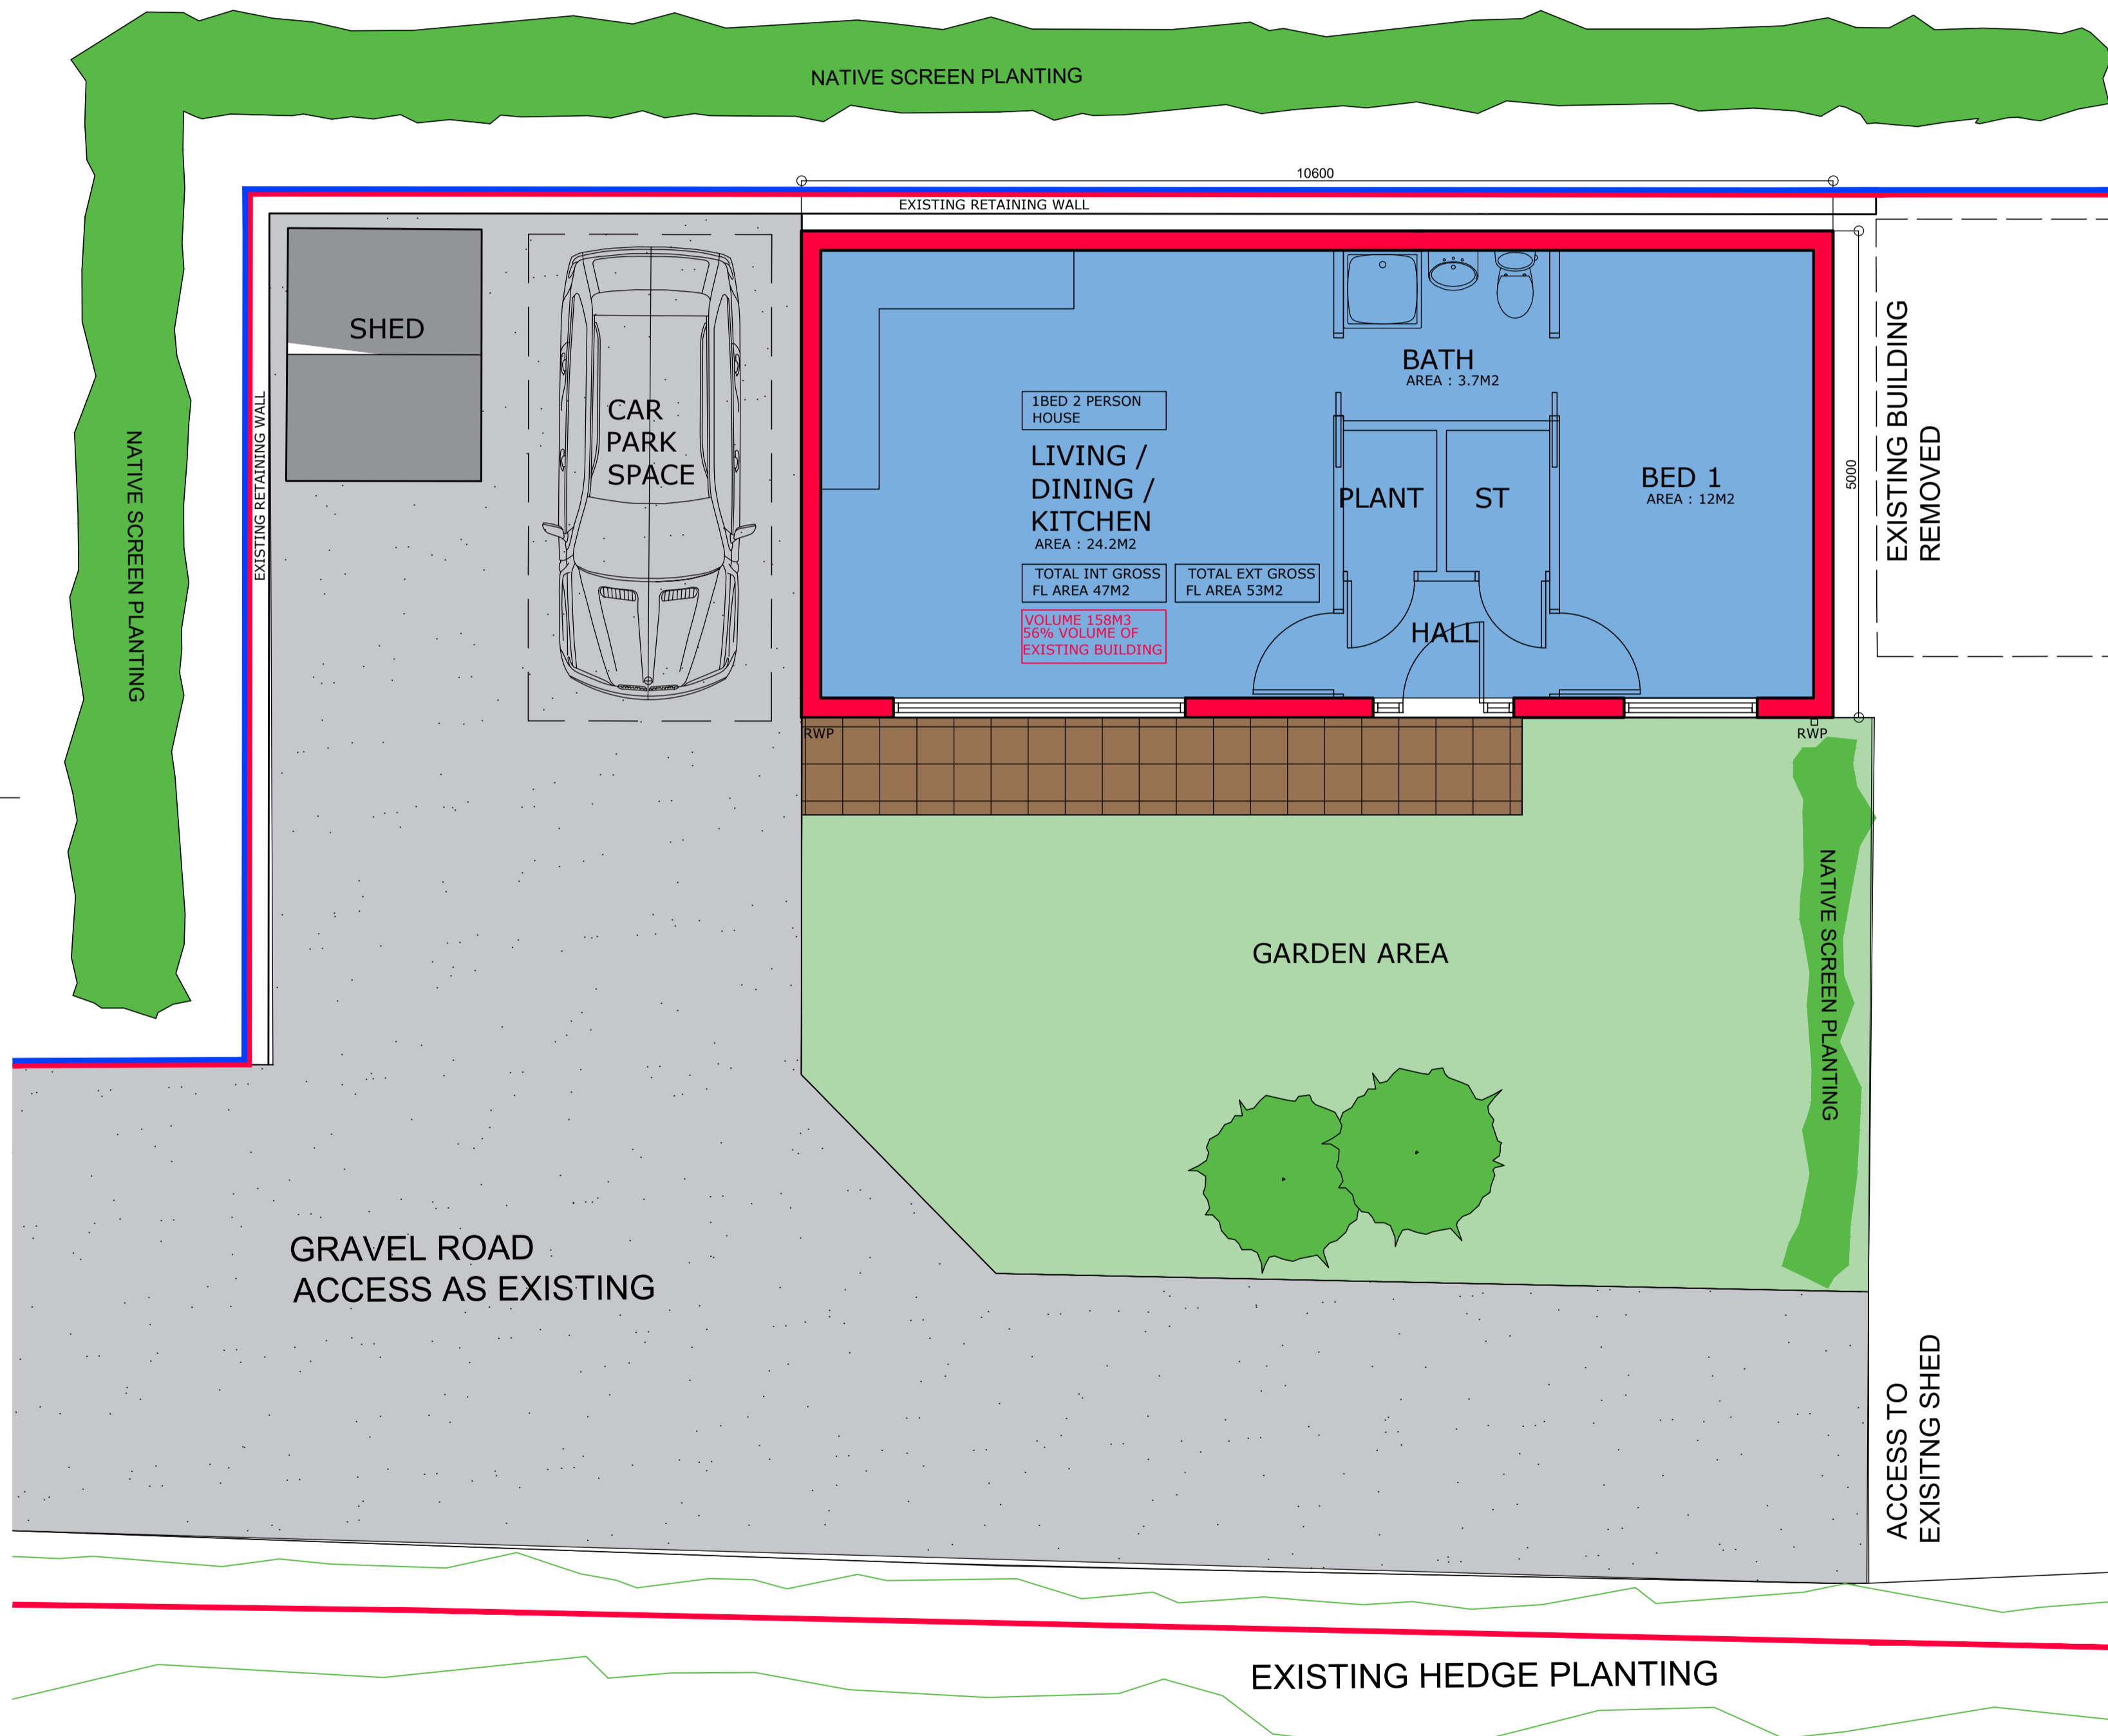 NATIVE SCREEN PLANTING
10600
EXISTING RETAINING WALL
SHED
CAR
PARK
SPACE
EXISTING RETAINING WALL
NATIVE SCREEN PLANTING
BATH
AREA : 3.7M2
1BED 2 PERSON
HOUSE
LIVING /
DINING /
KITCHEN
AREA : 24.2M2
PLANT
ST
BED 1
AREA : 12M2
5000
EXISTING BUILDING
REMOVED
TOTAL INT GROSS
FL AREA 47M2
TOTAL EXT GROSS
FL AREA 53M2
VOLUME 158M3
56% VOLUME OF
EXISTING BUILDING
HALL
RWP
RWP
GARDEN AREA
NATIVE SCREEN PLANTING
GRAVEL ROAD
ACCESS AS EXISTING
ACCESS TO
EXISITNG SHED
EXISTING HEDGE PLANTING